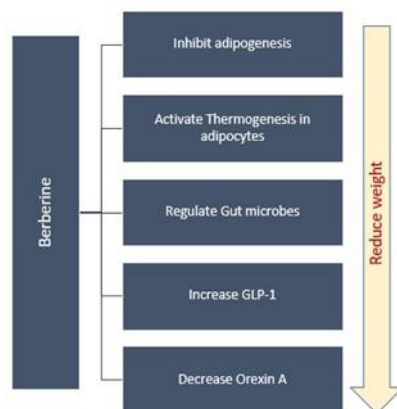 Berberine
Inhibit adipogenesis
Activate Thermogenesis in
adipocytes
Regulate Gut microbes
Increase GLP-1
Decrease Orexin A
Reduce weight